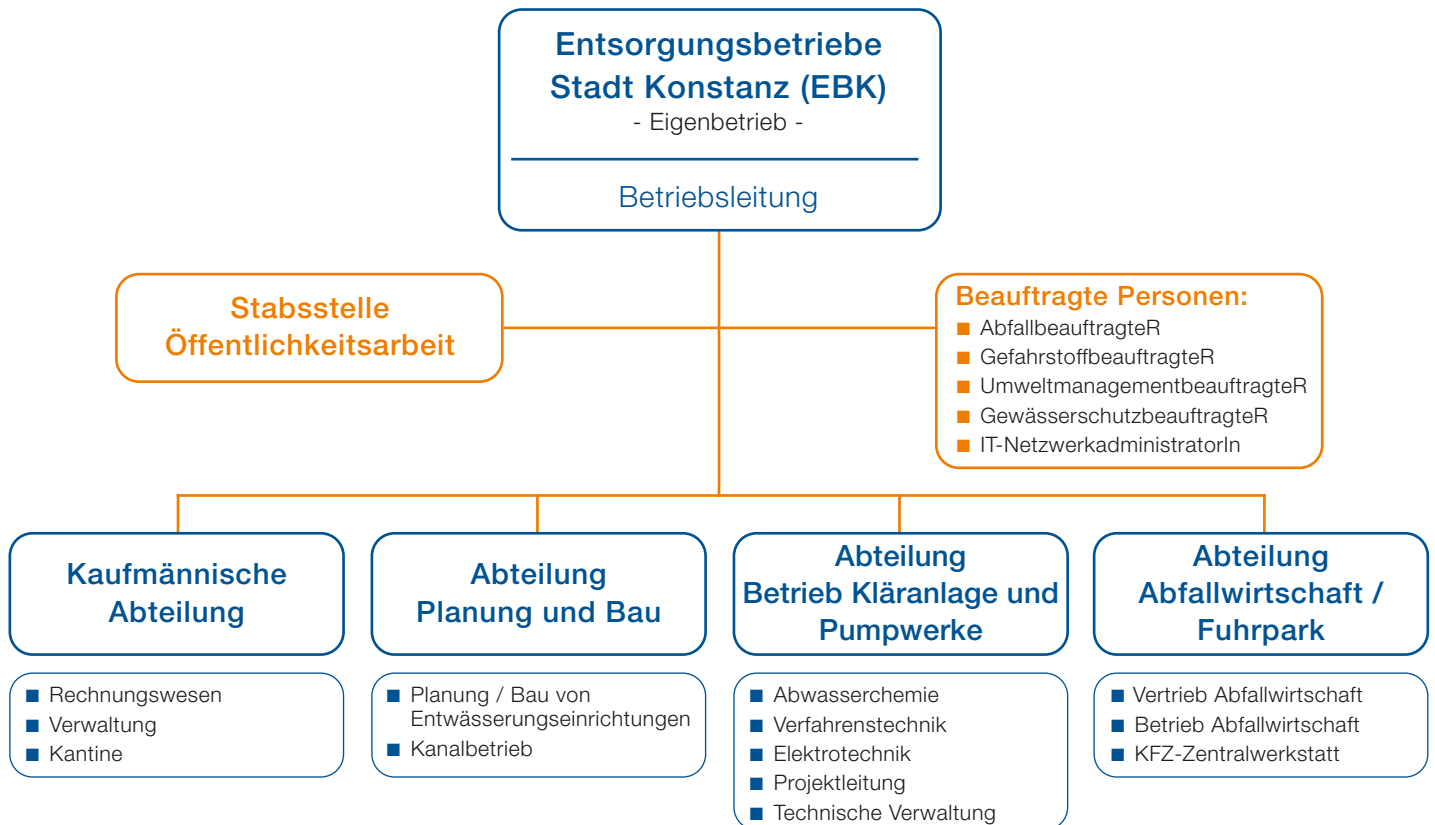 Entsorgungsbetriebe
Stadt Konstanz (EBK)
- Eigenbetrieb -
Betriebsleitung
Stabsstelle
Öffentlichkeitsarbeit
Beauftragte Personen:
■ AbfallbeauftragteR
■ GefahrstoffbeauftragteR
■ UmweltmanagementbeauftragteR
■ GewässerschutzbeauftragteR
■ IT-NetzwerkadministratorIn
Kaufmännische
Abteilung
■ Rechnungswesen
■ Verwaltung
■ Kantine
Abteilung
Planung und Bau
■ Planung / Bau von
Entwässerungseinrichtungen
■ Kanalbetrieb
Abteilung
Betrieb Kläranlage und
Pumpwerke
■ Abwasserchemie
■ Verfahrenstechnik
■ Elektrotechnik
■ Projektleitung
■ Technische Verwaltung
Abteilung
Abfallwirtschaft /
Fuhrpark
■ Vertrieb Abfallwirtschaft
■ Betrieb Abfallwirtschaft
■ KFZ-Zentralwerkstatt